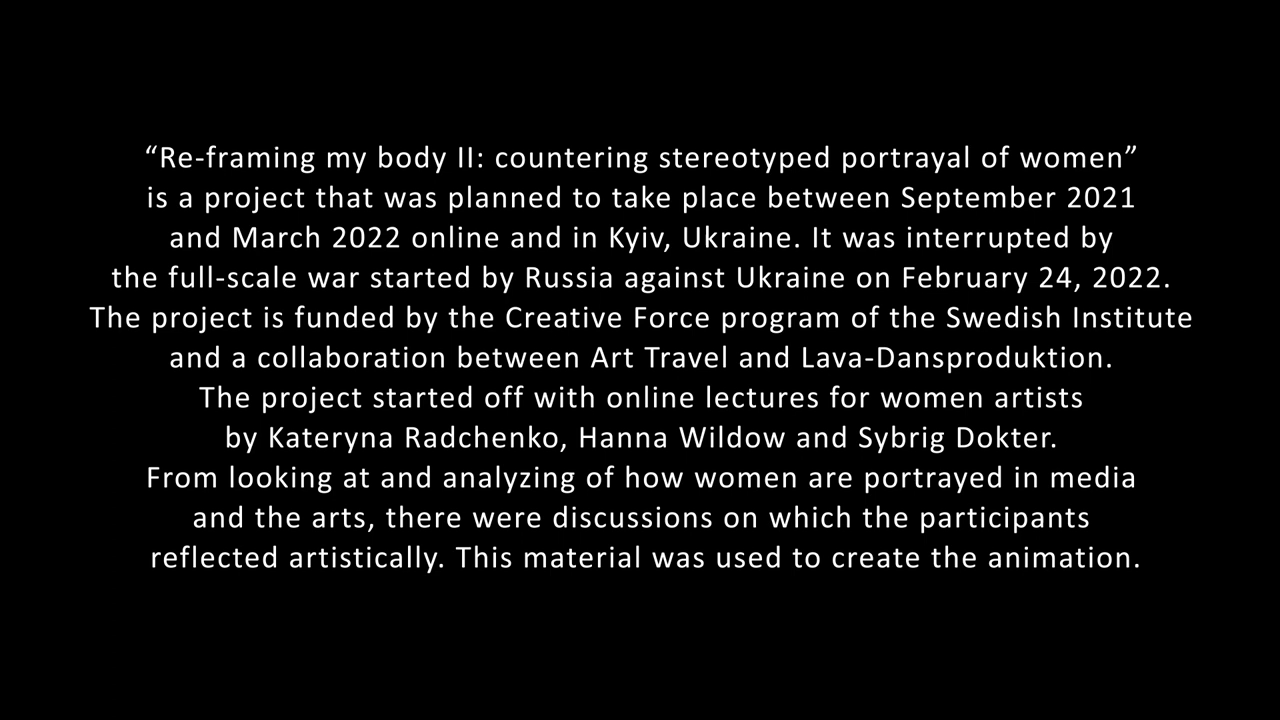 “Re-framing my body II: countering stereotyped portrayal of women”
is a project that was planned to take place between September 2021
and March 2022 online and in Kyiv, Ukraine. It was interrupted by
the full-scale war started by Russia against Ukraine on February 24, 2022.
The project is funded by the Creative Force program of the Swedish Institute
and a collaboration between Art Travel and Lava-Dansproduktion.
The project started off with online lectures for women artists
by Kateryna Radchenko, Hanna Wildow and Sybrig Dokter.
From looking at and analyzing of how women are portrayed in media
and the arts, there were discussions on which the participants
reflected artistically. This material was used to create the animation.